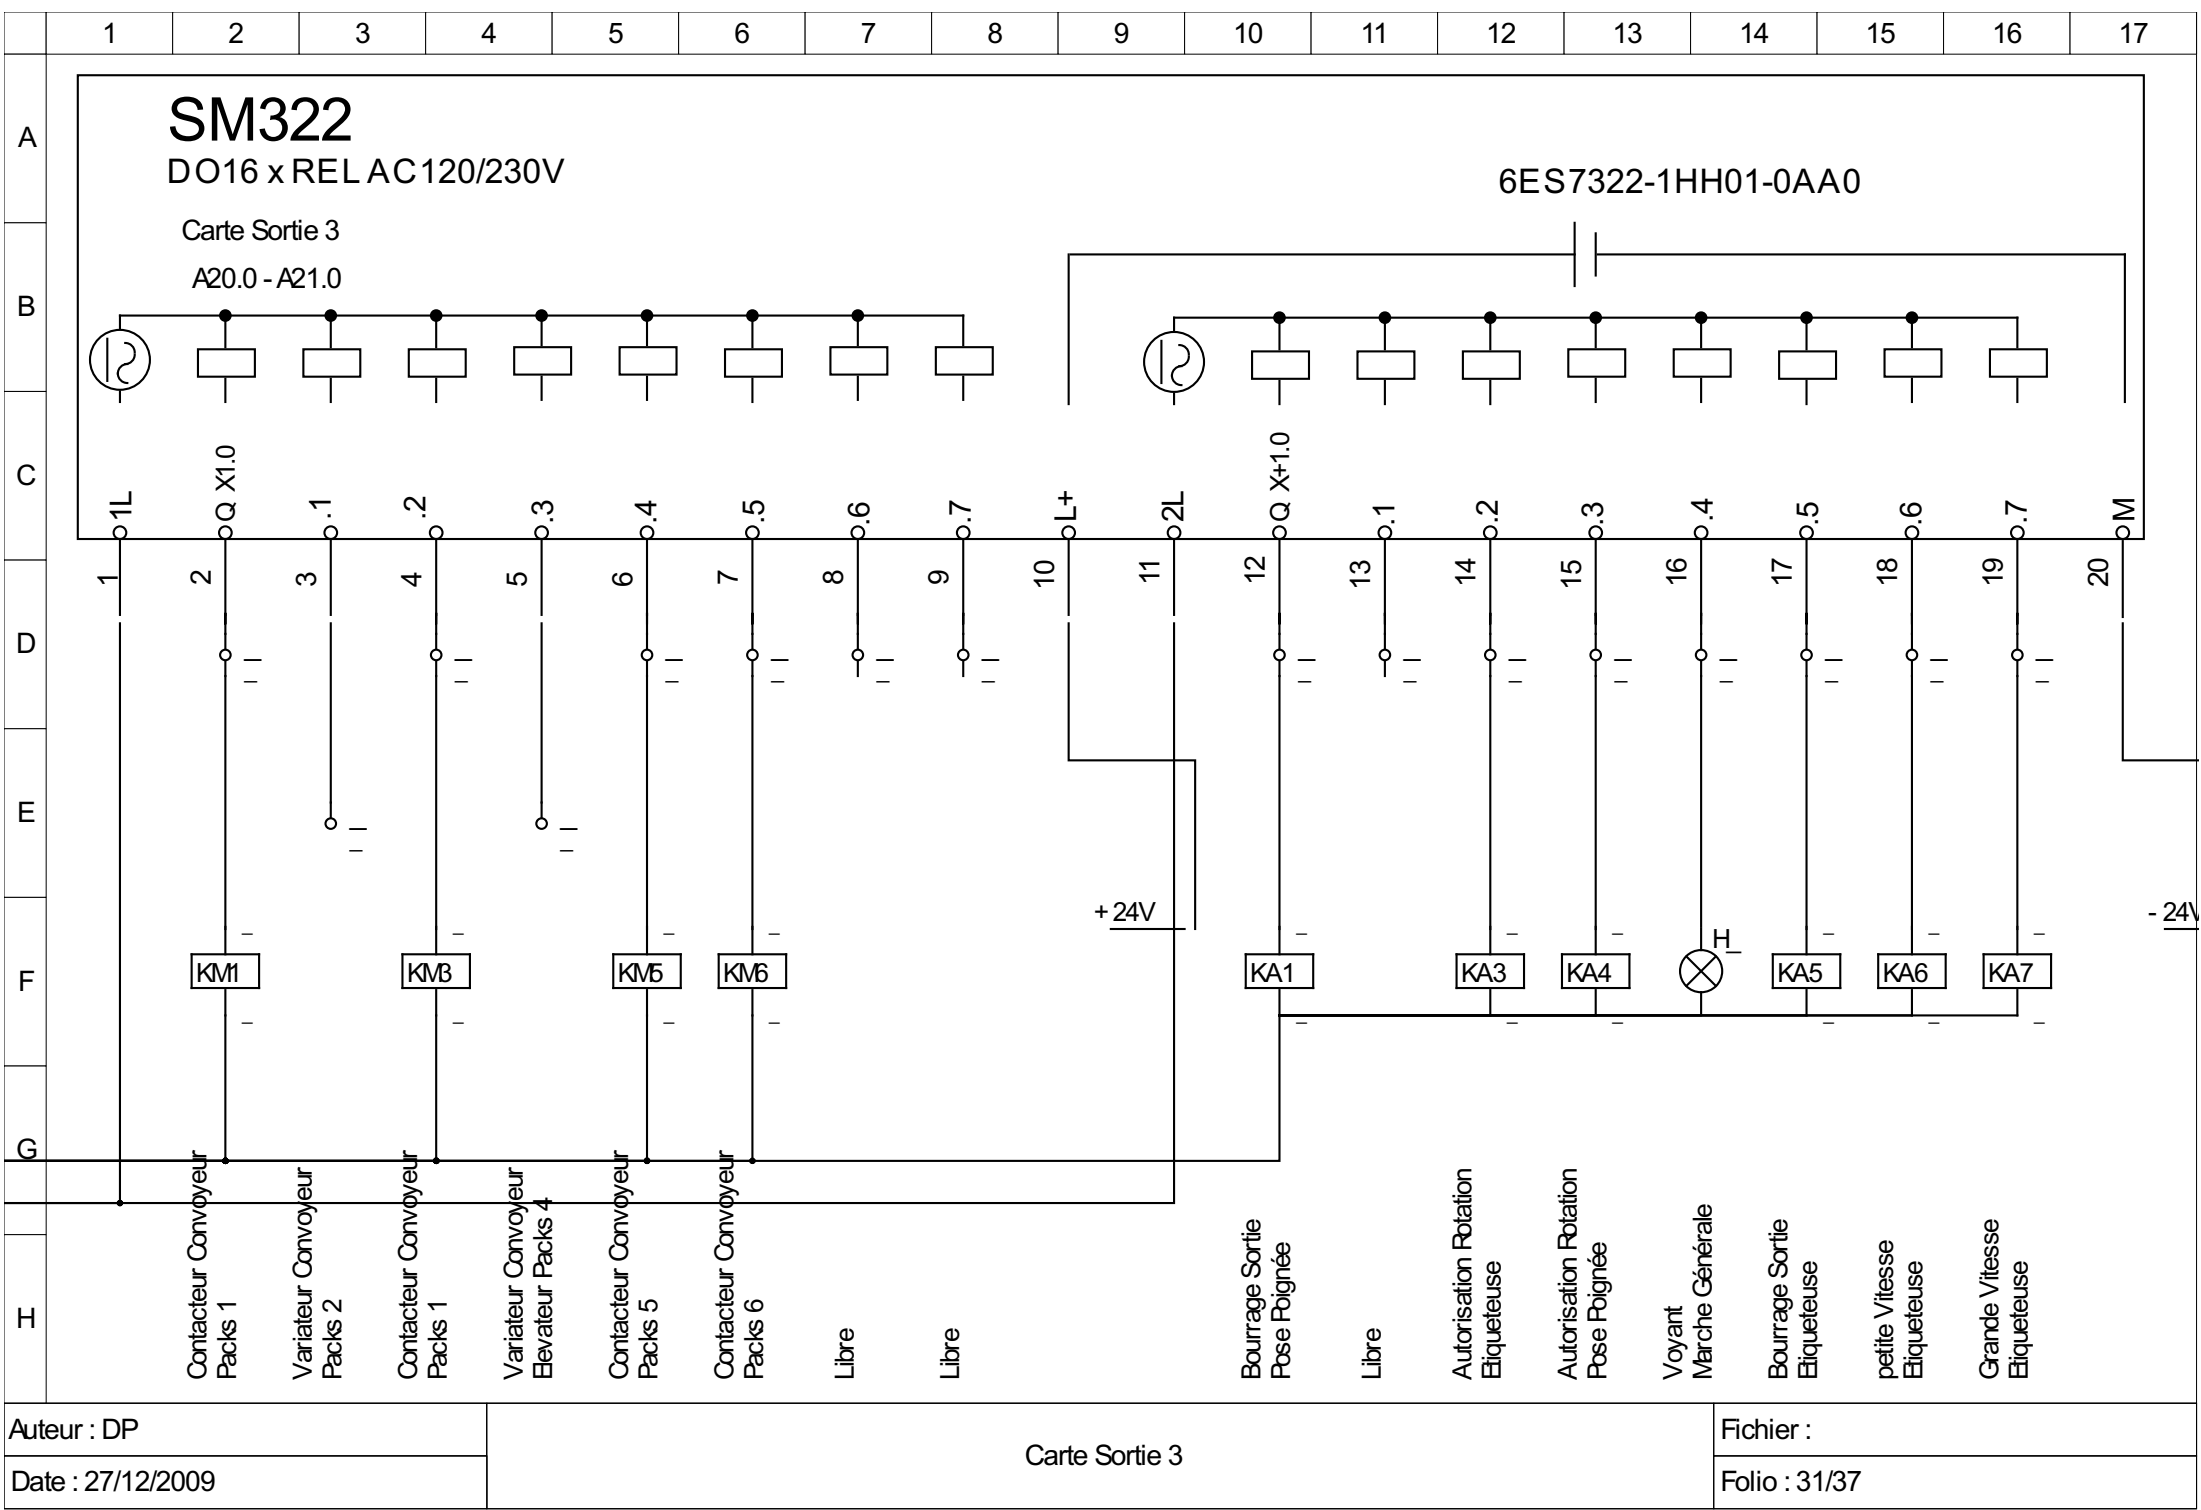 1 2 3 4 5 6 7 8 9 10 11 12 13 14 15 16 17
A
B
C
D
E
F
G
H
SM322
DO16 x REL AC120/230V
6ES7322-1HH01-0AA0
Carte Sortie 3
A20.0 - A21.0
1L
Q X1.0
.1
.2
.3
.4
.5
.6
.7
L+
2L
Q X+1.0
.1
.2
.3
.4
.5
.6
.7
M
1 2 3 4 5 6 7 8 9 10 11 12 13 14 15 16 17 18 19 20
+24V
- 24V
KM1
KM3
KM5
KM6
KA1
KA3
KA4
H
KA5
KA6
KA7
Contacteur Convoyeur
Packs 1
Variateur Convoyeur
Packs 2
Contacteur Convoyeur
Packs 1
Variateur Convoyeur
Elevateur Packs 4
Contacteur Convoyeur
Packs 5
Contacteur Convoyeur
Packs 6
Libre
Libre
Bourrage Sortie
Pose Poignée
Libre
Autorisation Rotation
Etiqueteuse
Autorisation Rotation
Pose Poignée
Voyant
Marche Générale
Bourrage Sortie
Etiqueteuse
petite Vitesse
Etiqueteuse
Grande Vitesse
Etiqueteuse
Auteur : DP
Date : 27/12/2009
Carte Sortie 3
Fichier :
Folio : 31/37